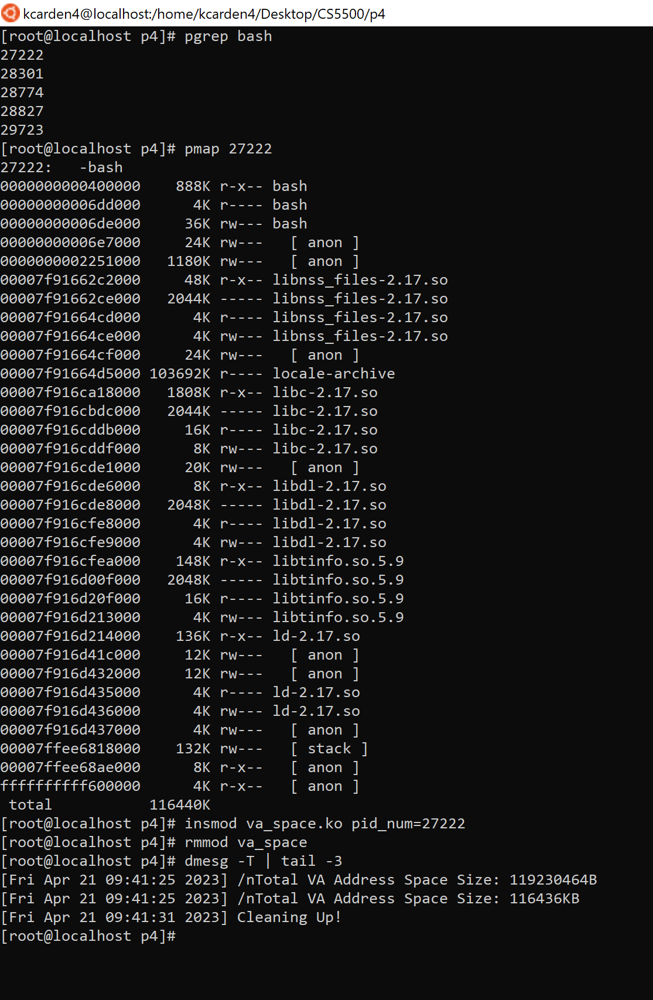 kcarden4@localhost:/home/kcarden4/Desktop/CS5500/p4
[root@localhost p4]# pgrep bash
27222
28301
28774
28827
29723
[root@localhost p4]# pmap 27222
27222:   -bash
0000000000400000    888K r-x-- bash
00000000006dd000      4K r---- bash
00000000006de000     36K rw--- bash
00000000006e7000     24K rw---   [ anon ]
0000000002251000   1180K rw---   [ anon ]
00007f91662c2000     48K r-x-- libnss_files-2.17.so
00007f91662ce000   2044K ----- libnss_files-2.17.so
00007f91664cd000      4K r---- libnss_files-2.17.so
00007f91664ce000      4K rw--- libnss_files-2.17.so
00007f91664cf000     24K rw---   [ anon ]
00007f91664d5000 103692K r---- locale-archive
00007f916ca18000   1808K r-x-- libc-2.17.so
00007f916cbdc000   2044K ----- libc-2.17.so
00007f916cddb000     16K r---- libc-2.17.so
00007f916cddf000      8K rw--- libc-2.17.so
00007f916cde1000     20K rw---   [ anon ]
00007f916cde6000      8K r-x-- libdl-2.17.so
00007f916cde8000   2048K ----- libdl-2.17.so
00007f916cfe8000      4K r---- libdl-2.17.so
00007f916cfe9000      4K rw--- libdl-2.17.so
00007f916cfea000    148K r-x-- libtinfo.so.5.9
00007f916d00f000   2048K ----- libtinfo.so.5.9
00007f916d20f000     16K r---- libtinfo.so.5.9
00007f916d213000      4K rw--- libtinfo.so.5.9
00007f916d214000    136K r-x-- ld-2.17.so
00007f916d41c000     12K rw---   [ anon ]
00007f916d432000     12K rw---   [ anon ]
00007f916d435000      4K r---- ld-2.17.so
00007f916d436000      4K rw--- ld-2.17.so
00007f916d437000      4K rw---   [ anon ]
00007ffee6818000    132K rw---   [ stack ]
00007ffee68ae000      8K r-x--   [ anon ]
ffffffffff600000      4K r-x--   [ anon ]
 total           116440K
[root@localhost p4]# insmod va_space.ko pid_num=27222
[root@localhost p4]# rmmod va_space
[root@localhost p4]# dmesg -T | tail -3
[Fri Apr 21 09:41:25 2023] /nTotal VA Address Space Size: 119230464B
[Fri Apr 21 09:41:25 2023] /nTotal VA Address Space Size: 116436KB
[Fri Apr 21 09:41:31 2023] Cleaning Up!
[root@localhost p4]#